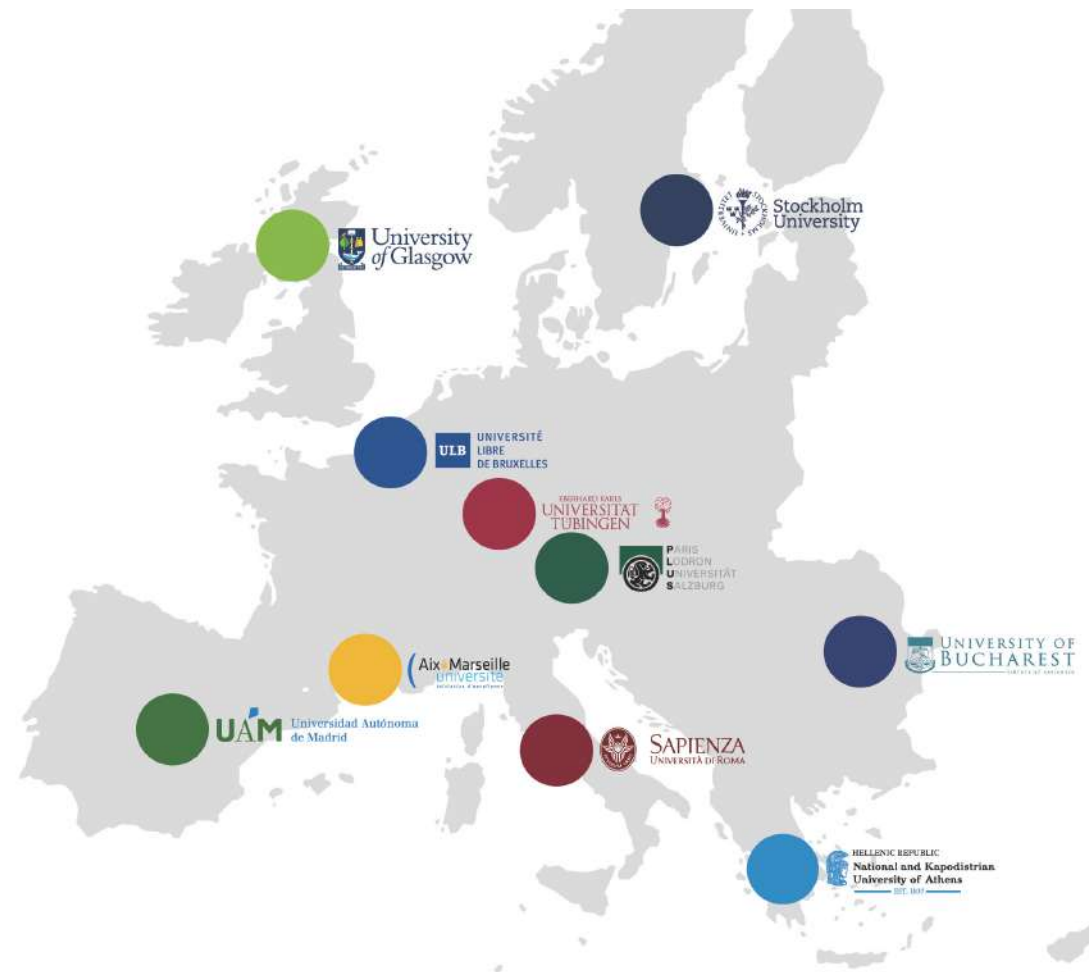 Stockholm
University
University
of Glasgow
ULB
UNIVERSITÉ
LIBRE
DE BRUXELLES
EBERHARD KARLS
UNIVERSITAT
TUBINGEN
PARIS
LODRON
UNIVERSITÄT
SALZBURG
UNIVERSITY OF
BUCHAREST
Aix*Marseille
université
UAM
Universidad Autónoma
de Madrid
SAPIENZA
UNIVERSITÀ DI ROMA
HELLENIC REPUBLIC
National and Kapodistrian
University of Athens
EST. 1837